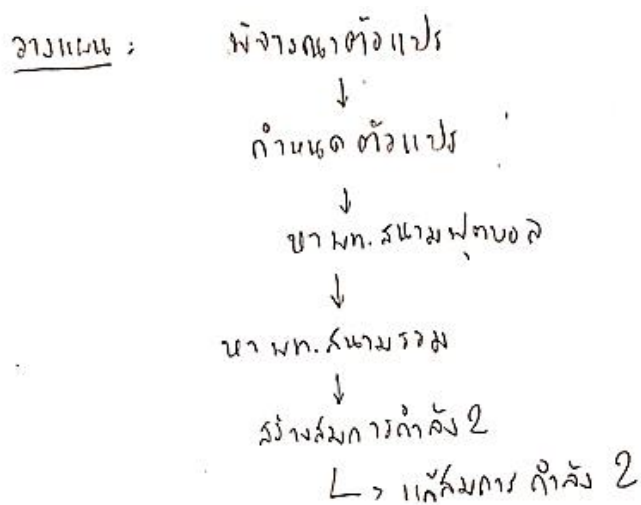 วางแผน : พิจารณาตัวแปร
↓
กำหนดตัวแปร
↓
หา พท. สนามฟุตบอล
↓
หา พท. สนามรวม
↓
สร้างสมการกำลัง 2
↳ แก้สมการ กำลัง 2